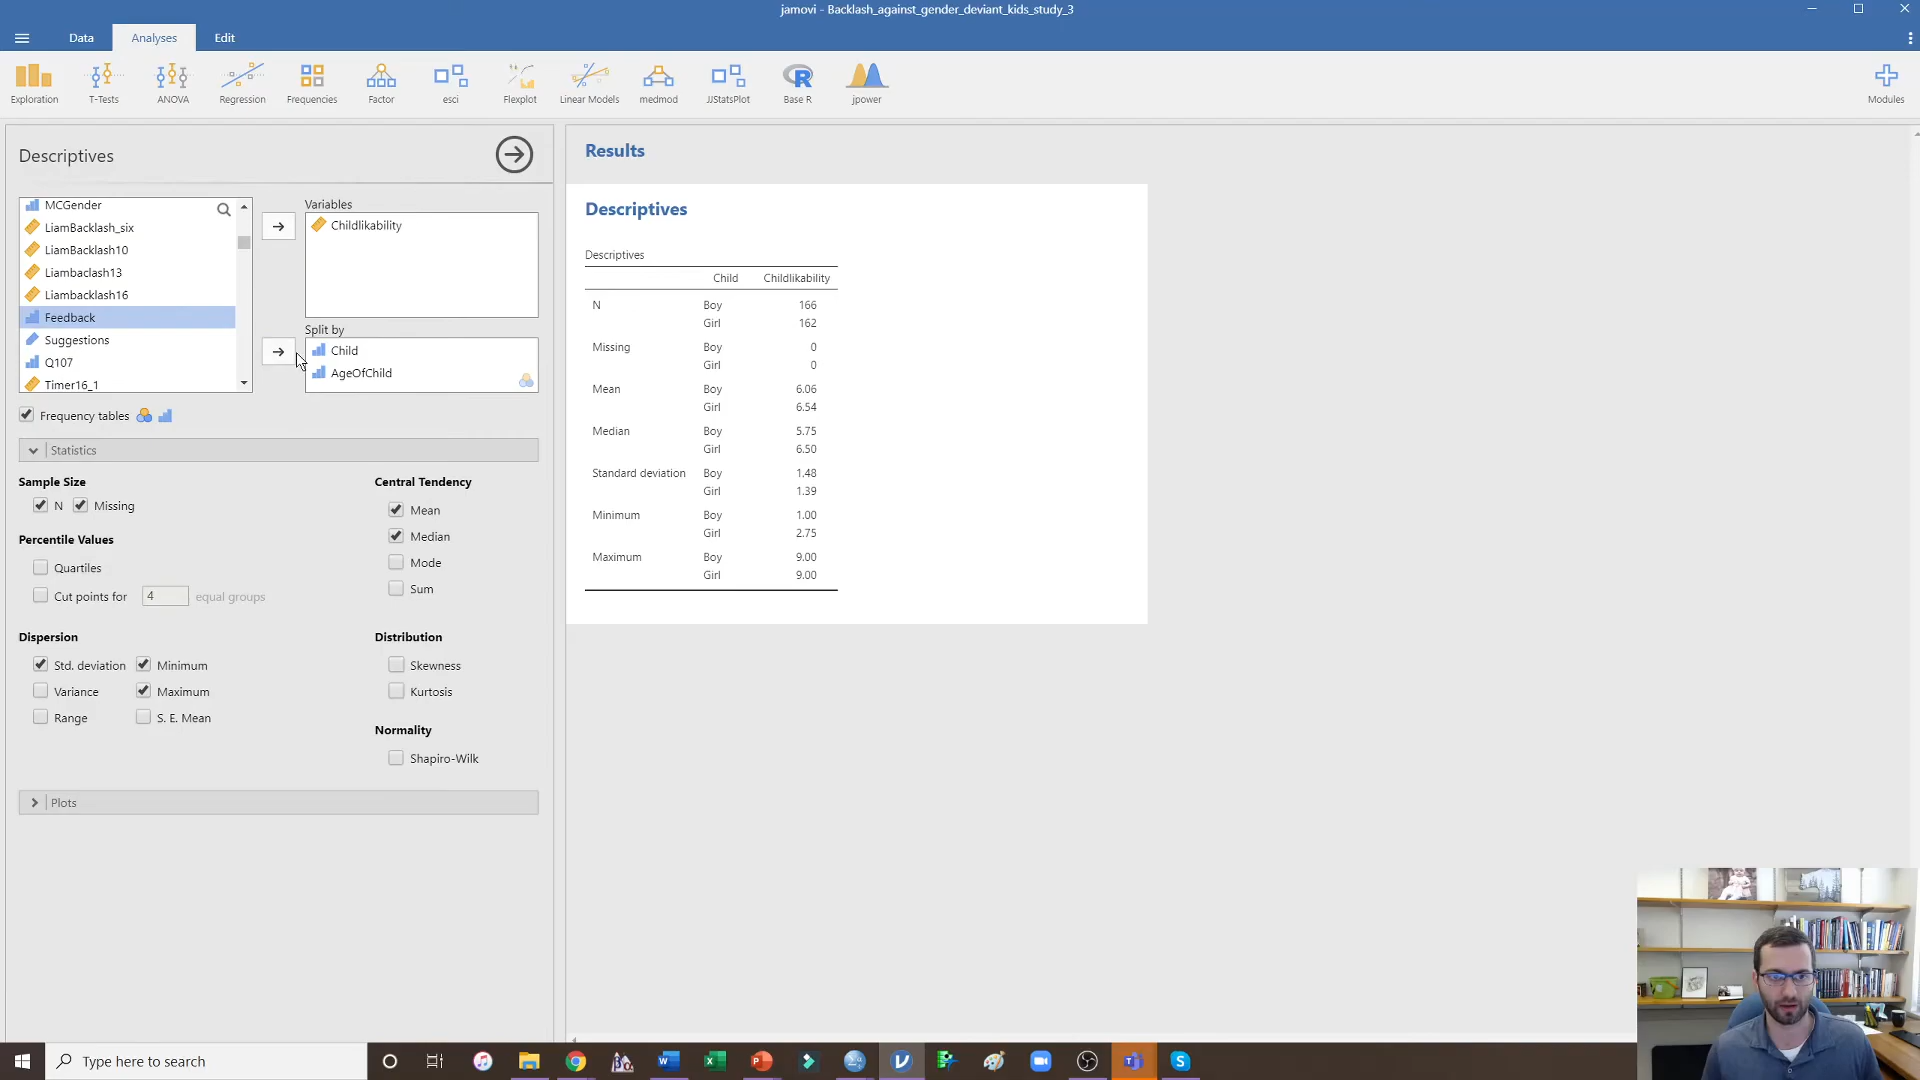 jamovi - Backlash_against_gender_deviant_kids_study_3
Data Analyses Edit
Exploration T-Tests ANOVA Regression Frequencies Factor esci Flexplot Linear Models medmod JJStatsPlot Base R jpower Modules
Descriptives
MCGender
LiamBacklash_six
LiamBacklash10
Liambaclash13
Liambacklash16
Feedback
Suggestions
Q107
Timer16_1
Variables
Childlikability
Split by
Child
AgeOfChild
Frequency tables
Statistics
Sample Size
N Missing
Percentile Values
Quartiles
Cut points for 4 equal groups
Dispersion
Std. deviation Minimum
Variance Maximum
Range S. E. Mean
Central Tendency
Mean
Median
Mode
Sum
Distribution
Skewness
Kurtosis
Normality
Shapiro-Wilk
Plots
Results
Descriptives
Descriptives
Child Childlikability
N Boy 166
Girl 162
Missing Boy 0
Girl 0
Mean Boy 6.06
Girl 6.54
Median Boy 5.75
Girl 6.50
Standard deviation Boy 1.48
Girl 1.39
Minimum Boy 1.00
Girl 2.75
Maximum Boy 9.00
Girl 9.00
Type here to search